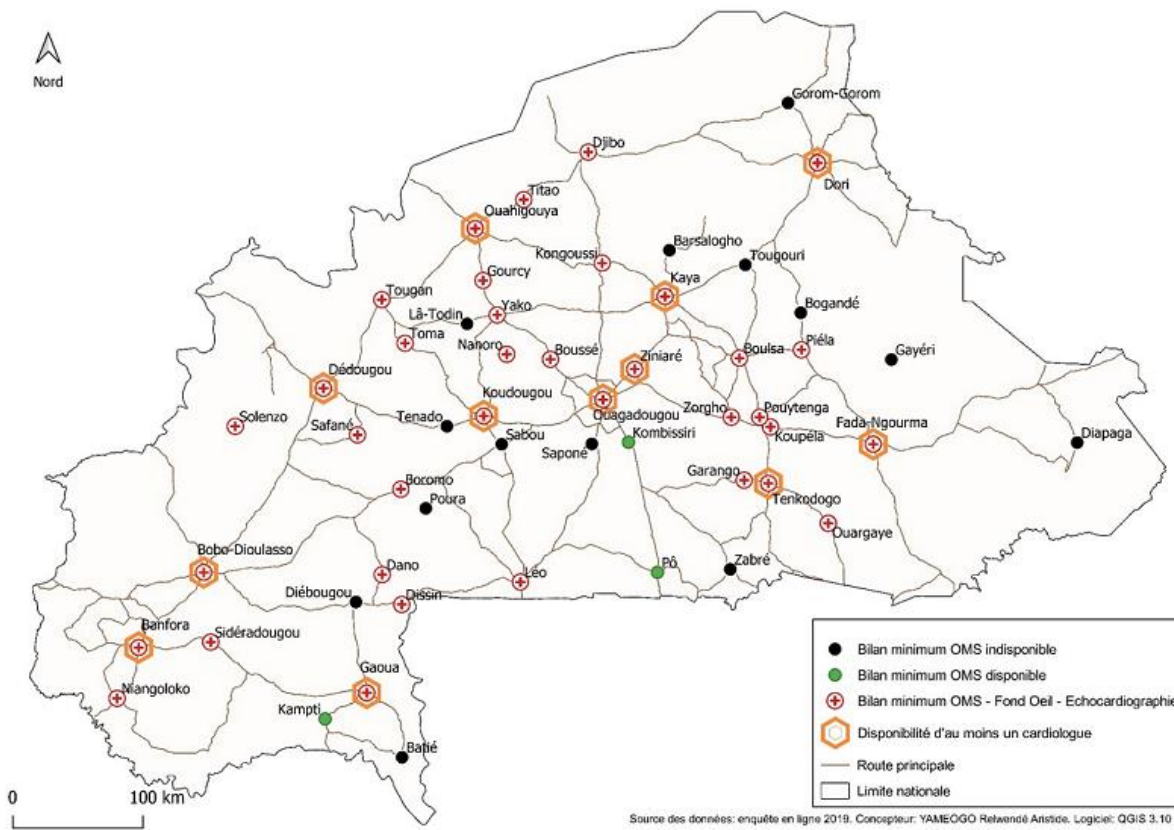 Nord
Gorom-Gorom
Djibo
Dori
Titao
Ouahigouya
Barsalogho
Kongoussi
Tougouri
Gourcy
Kaya
Tougan
Bogandé
Lâ-Todin
Yako
Toma
Nanoro
Boussé
Boulsa
Piéla
Gayéri
Ziniaré
Dédougou
Koudougou
Solenzo
Safané
Tenado
Ouagadougou
Zorgho
Pouytenga
Koupéla
Fada-Ngourma
Diapaga
Sabou
Saponé
Kombissiri
Garango
Tenkodogo
Boromo
Poura
Ouargaye
Bobo-Dioulasso
Dano
Léo
Pô
Zabré
Diébougou
Dissin
Banfora
Sidéradougou
Gaoua
Niangoloko
Kampti
Batié
Bilan minimum OMS indisponible
Bilan minimum OMS disponible
Bilan minimum OMS - Fond Oeil - Echocardiographie
Disponibilité d'au moins un cardiologue
Route principale
Limite nationale
0 100 km
Source des données: enquête en ligne 2019. Concepteur: YAMEOGO Relwendé Aristide. Logiciel: QGIS 3.10